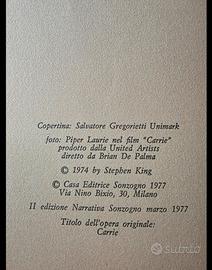 Copertina: Salvatore Gregorietti Unimark
foto: Piper Laurie nel film "Carrie"
prodotto dalla United Artists
diretto da Brian De Palma
© 1974 by Stephen King
© Casa Editrice Sonzogno 1977
Via Nino Bixio, 30, Milano
II edizione Narrativa Sonzogno marzo 1977
Titolo dell'opera originale:
Carrie
subito